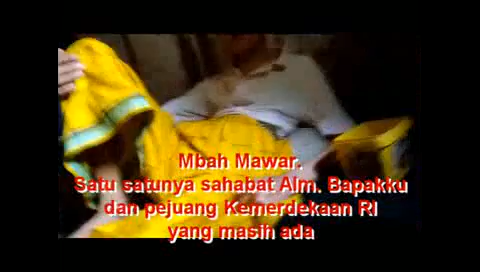 Mbah Mawar.
Satu satunya sahabat Alm. Bapakku
dan pejuang Kemerdekaan RI
yang masih ada